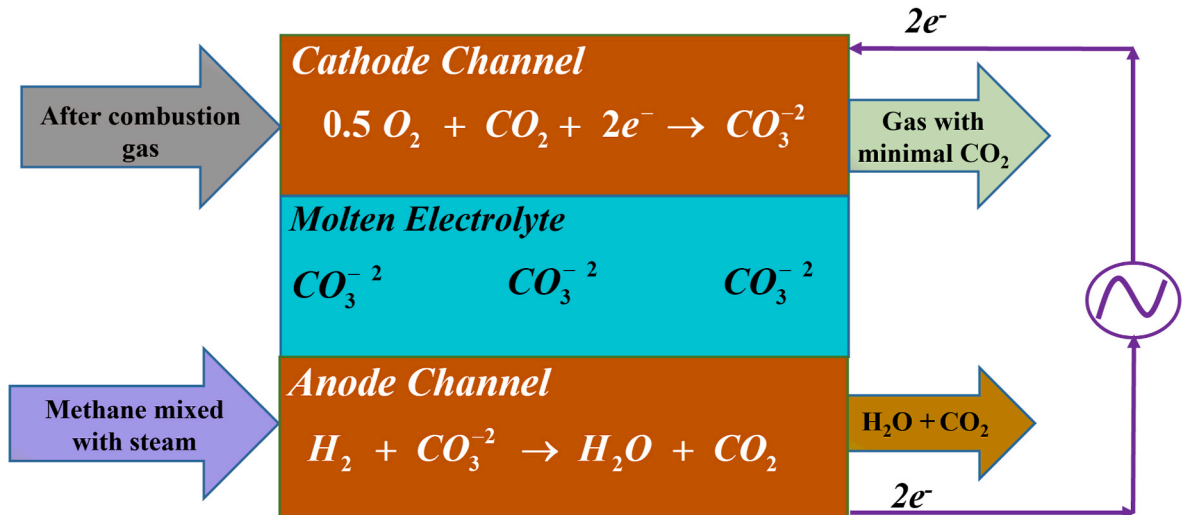 2e⁻
Cathode Channel
After combustion
gas
0.5 O₂ + CO₂ + 2e⁻ → CO₃⁻²
Gas with
minimal CO₂
Molten Electrolyte
CO₃⁻ ² CO₃⁻ ² CO₃⁻ ²
Anode Channel
Methane mixed
with steam
H₂ + CO₃⁻² → H₂O + CO₂
H₂O + CO₂
2e⁻